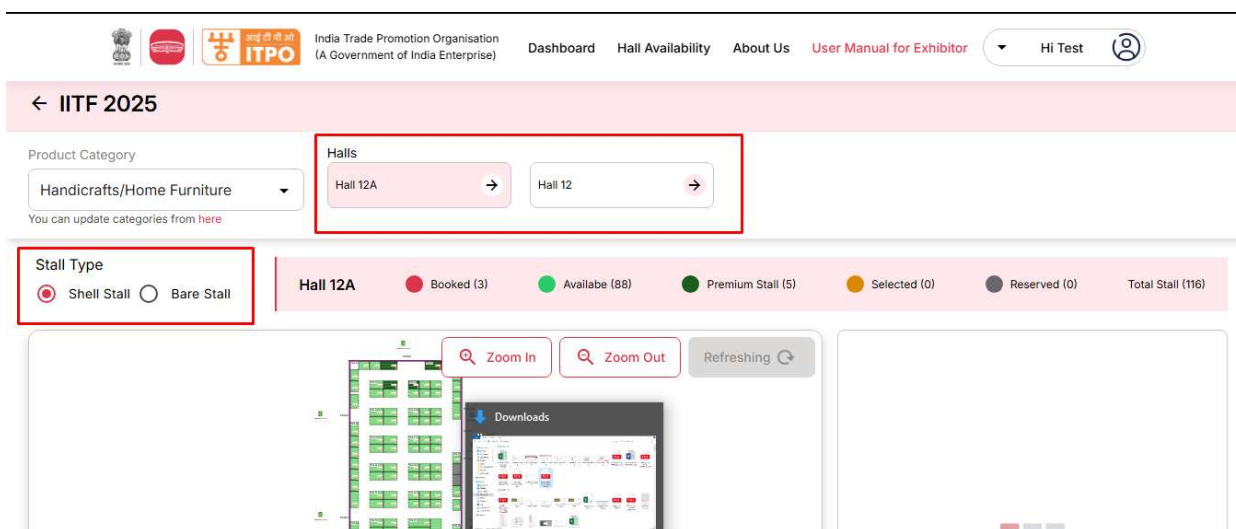 आई टी पी ओ
ITPO
India Trade Promotion Organisation
(A Government of India Enterprise)
Dashboard
Hall Availability
About Us
User Manual for Exhibitor
Hi Test
← IITF 2025
Product Category
Handicrafts/Home Furniture
You can update categories from here
Halls
Hall 12A
Hall 12
Stall Type
Shell Stall
Bare Stall
Hall 12A
Booked (3)
Availabe (88)
Premium Stall (5)
Selected (0)
Reserved (0)
Total Stall (116)
Zoom In
Zoom Out
Refreshing
Downloads